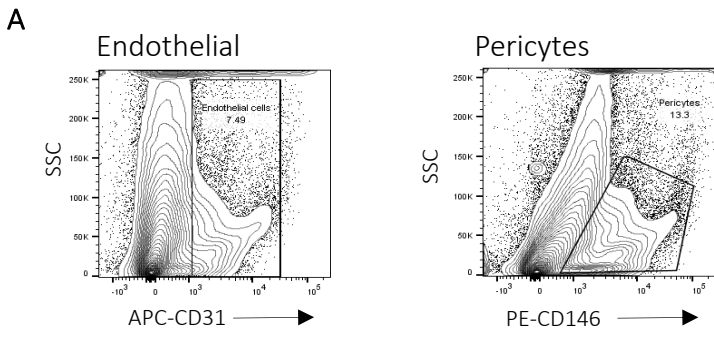 A
Endothelial
Pericytes
250K
200K
150K
100K
50K
0
SSC
Endothelial cells
7.49
-10³ 0 10³ 10⁴ 10⁵
APC-CD31
250K
200K
150K
100K
50K
0
SSC
Pericytes
13.3
-10³ 0 10³ 10⁴ 10⁵
PE-CD146